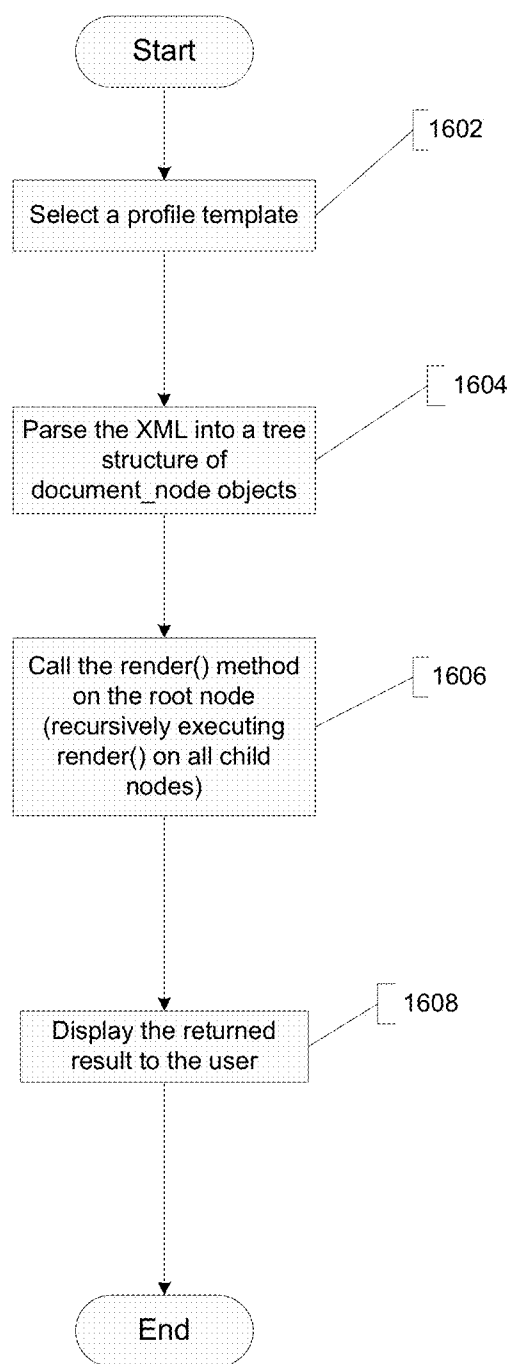 Start
1602
Select a profile template
1604
Parse the XML into a tree
structure of
document_node objects
Call the render() method
on the root node
(recursively executing
render() on all child
nodes)
1606
1608
Display the returned
result to the user
End